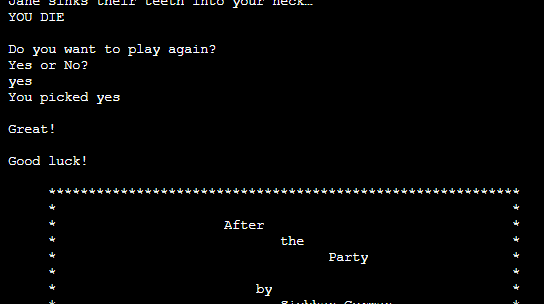 Jane sinks their teeth into your neck…
YOU DIE
Do you want to play again?
Yes or No?
yes
You picked yes
Great!
Good luck!
***********************************************************
* *
* After *
* the *
* Party *
* *
* by *
* *